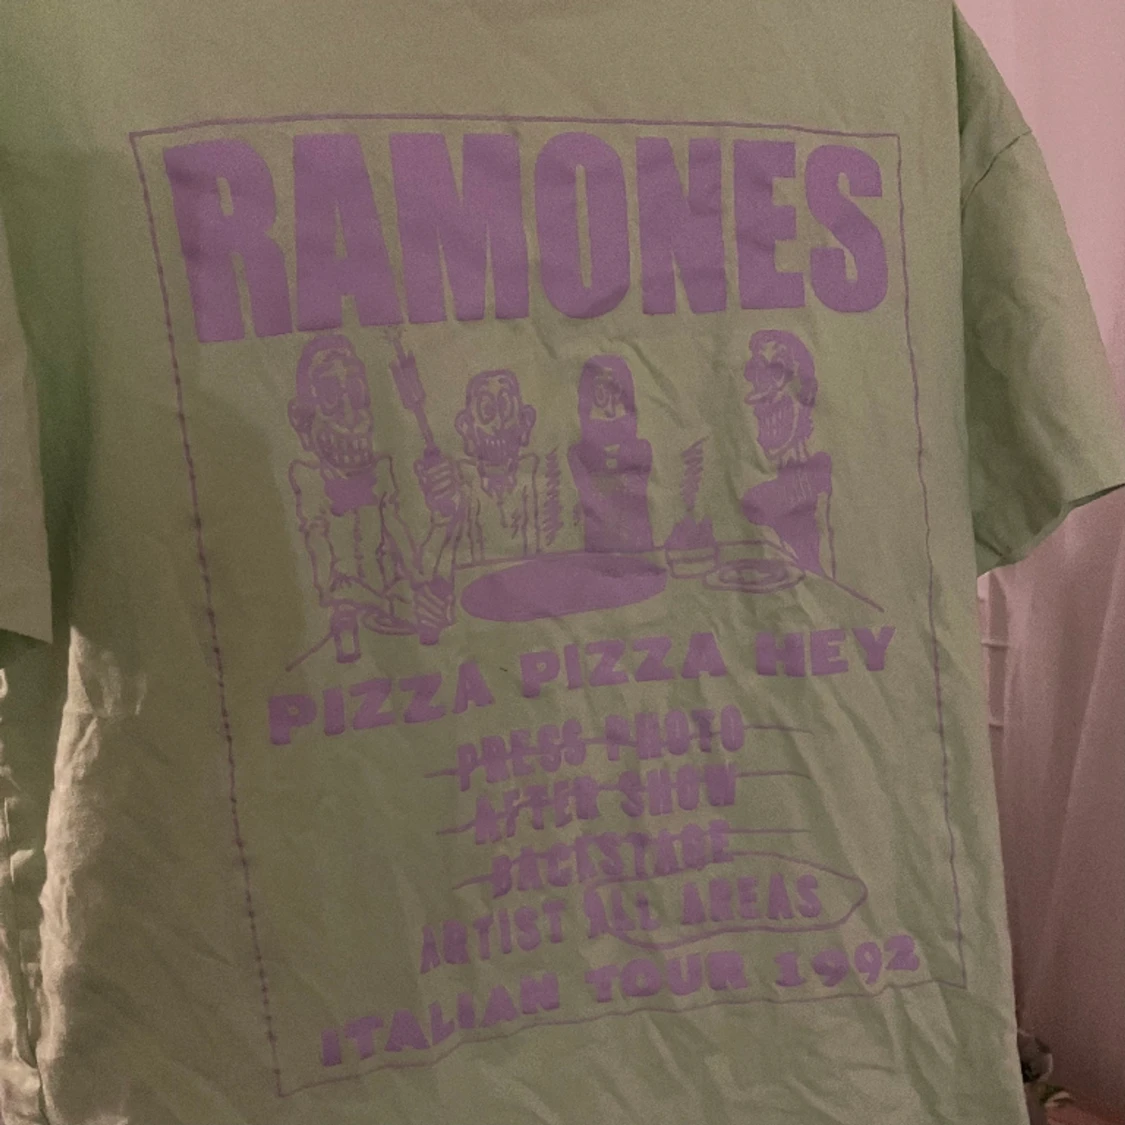 RAMONES
PIZZA PIZZA HEY
PRESS PHOTO
AFTER SHOW
BACKSTAGE
ARTIST ALL AREAS
ITALIAN TOUR 1992